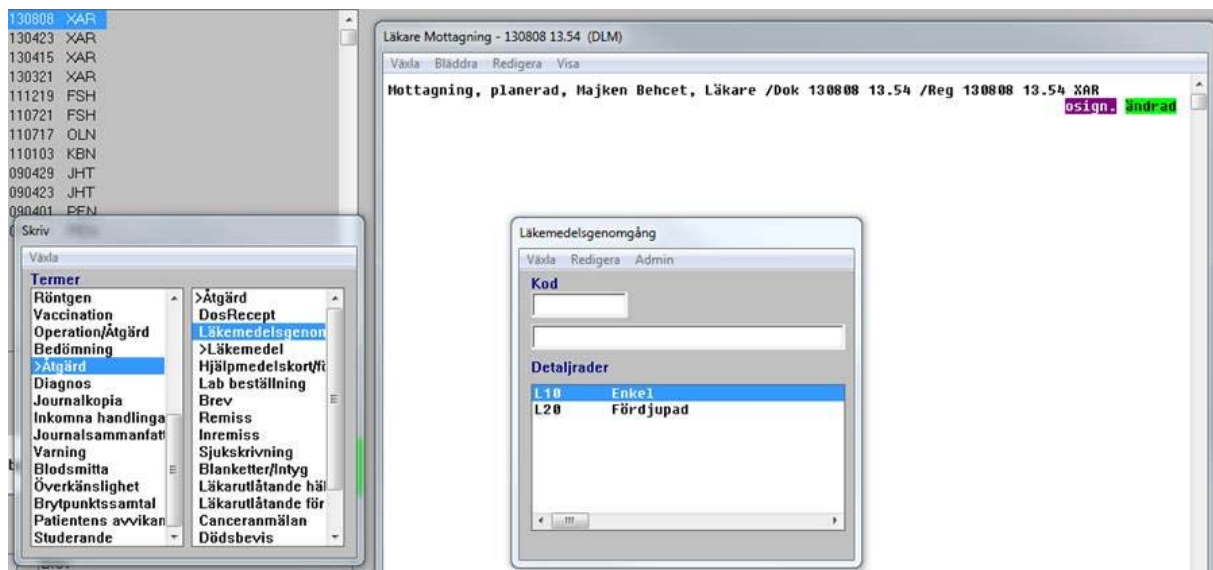 130808 XAR
130423 XAR
130415 XAR
130321 XAR
111219 FSH
110721 FSH
110717 OLN
110103 KBN
090429 JHT
090423 JHT
090401 PEN
Skriv
Växla
Termer
Röntgen
Vaccination
Operation/Åtgärd
Bedömning
>Åtgärd
Diagnos
Journalkopia
Inkomna handlinga
Journalsammanfatt
Varning
Blodsmitta
Överkänslighet
Brytpunktssamtal
Patientens avvikan
Studerande
>Åtgärd
DosRecept
Läkemedelsgenom
>Läkemedel
Hjälpmedelskort/fö
Lab beställning
Brev
Remiss
Inremiss
Sjukskrivning
Blanketter/Intyg
Läkarutlåtande häl
Läkarutlåtande för
Canceranmälan
Dödsbevis
Läkare Mottagning - 130808 13.54 (DLM)
Växla Bläddra Redigera Visa
Mottagning, planerad, Majken Behcet, Läkare /Dok 130808 13.54 /Reg 130808 13.54 XAR
osign. ändrad
Läkemedelsgenomgång
Växla Redigera Admin
Kod
Detaljrader
L10 Enkel
L20 Fördjupad